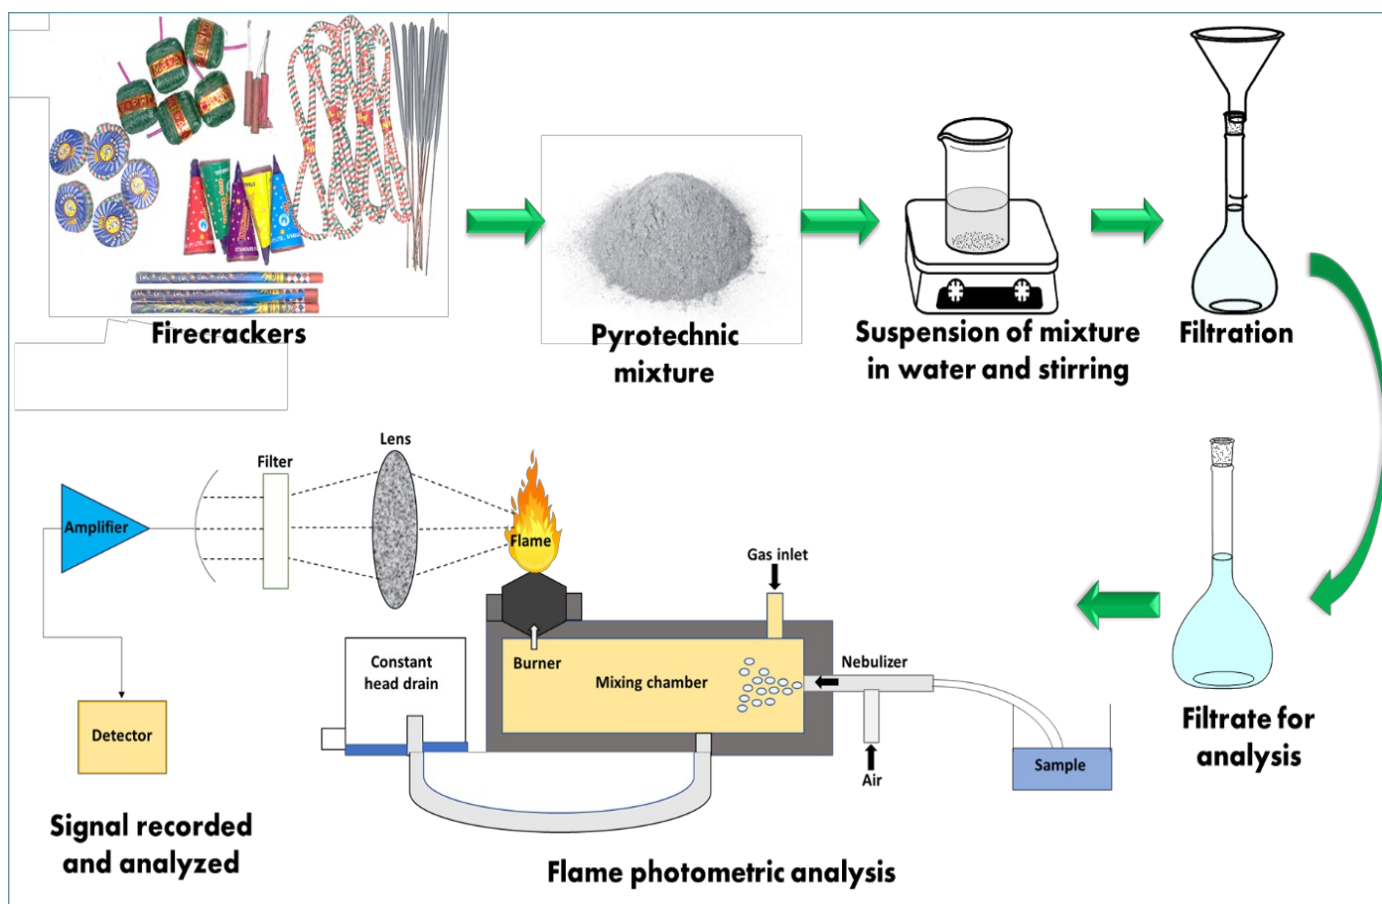 Firecrackers
Pyrotechnic
mixture
Suspension of mixture
in water and stirring
Filtration
Lens
Filter
Amplifier
Flame
Gas inlet
Burner
Constant
head drain
Mixing chamber
Nebulizer
Detector
Air
Sample
Filtrate for
analysis
Signal recorded
and analyzed
Flame photometric analysis